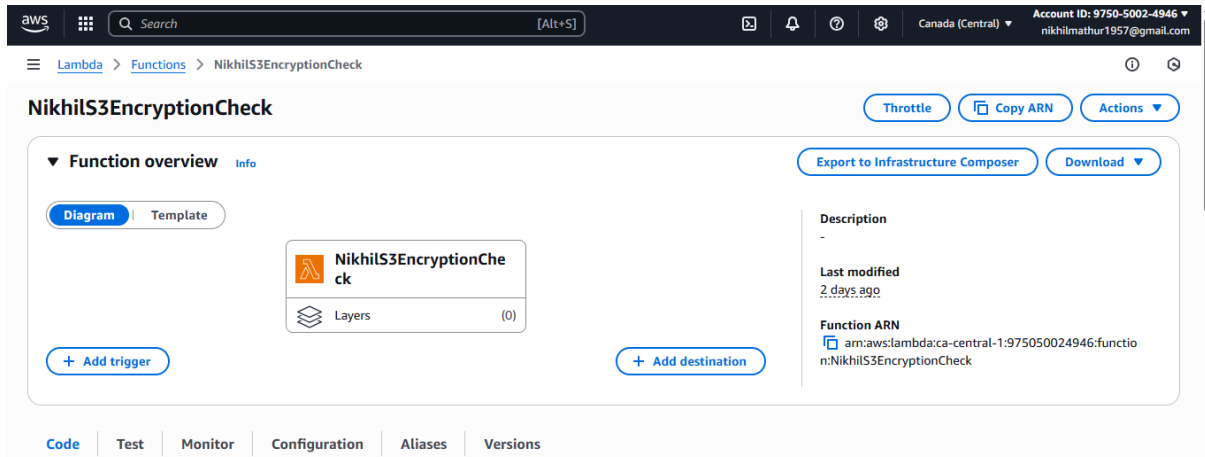 aws
Search [Alt+S]
Canada (Central) ▼
Account ID: 9750-5002-4946 ▼
nikhilmathur1957@gmail.com
Lambda > Functions > NikhilS3EncryptionCheck
NikhilS3EncryptionCheck
Throttle
Copy ARN
Actions ▼
▼ Function overview Info
Export to Infrastructure Composer
Download ▼
Diagram | Template
NikhilS3EncryptionChe
ck
Layers (0)
+ Add trigger
+ Add destination
Description
-
Last modified
2 days ago
Function ARN
arn:aws:lambda:ca-central-1:975050024946:functio
n:NikhilS3EncryptionCheck
Code | Test | Monitor | Configuration | Aliases | Versions